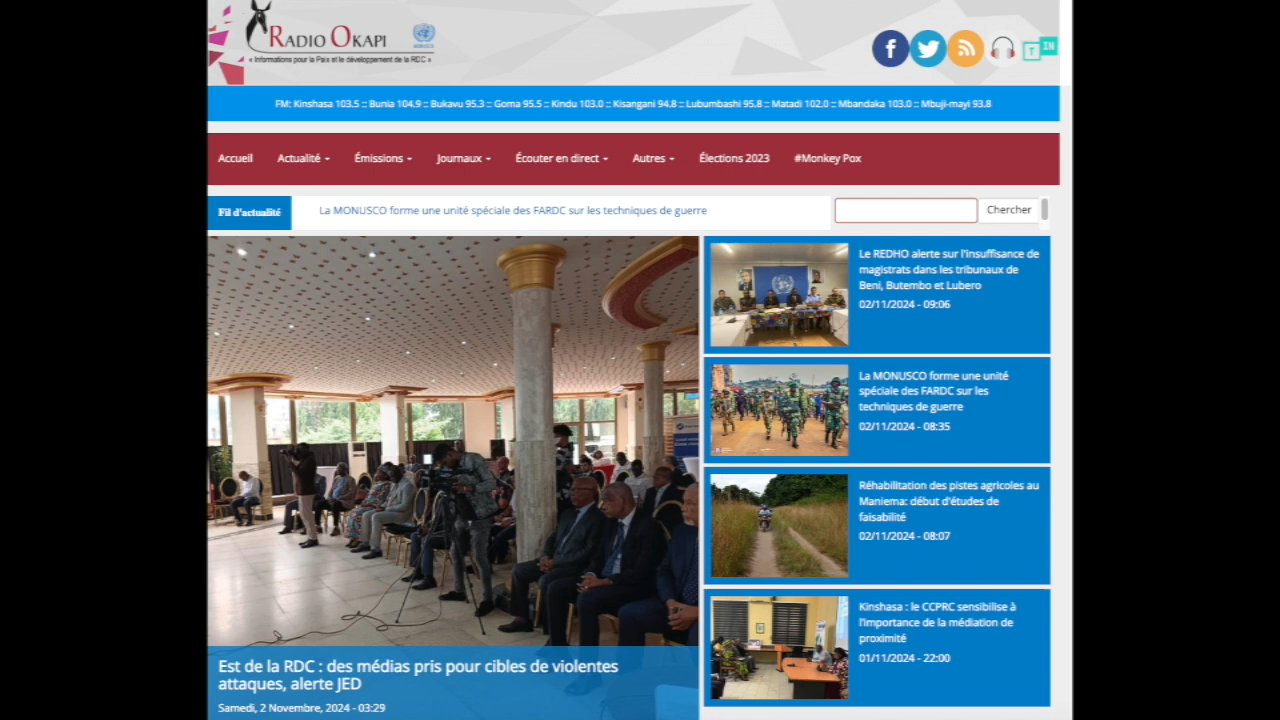 RADIO OKAPI
« Informations pour la Paix et le développement de la RDC »
T IN
FM: Kinshasa 103.5 :: Bunia 104.9 :: Bukavu 95.3 :: Goma 95.5 :: Kindu 103.0 :: Kisangani 94.8 :: Lubumbashi 95.8 :: Matadi 102.0 :: Mbandaka 103.0 :: Mbuji-mayi 93.8
Accueil Actualité Émissions Journaux Écouter en direct Autres Élections 2023 #Monkey Pox
Fil d'actualité La MONUSCO forme une unité spéciale des FARDC sur les techniques de guerre Chercher
Est de la RDC : des médias pris pour cibles de violentes
attaques, alerte JED
Samedi, 2 Novembre, 2024 - 03:29
Le REDHO alerte sur l'insuffisance de
magistrats dans les tribunaux de
Beni, Butembo et Lubero
02/11/2024 - 09:06
La MONUSCO forme une unité
spéciale des FARDC sur les
techniques de guerre
02/11/2024 - 08:35
Réhabilitation des pistes agricoles au
Maniema: début d'études de
faisabilité
02/11/2024 - 08:07
Kinshasa : le CCPRC sensibilise à
l'importance de la médiation de
proximité
01/11/2024 - 22:00